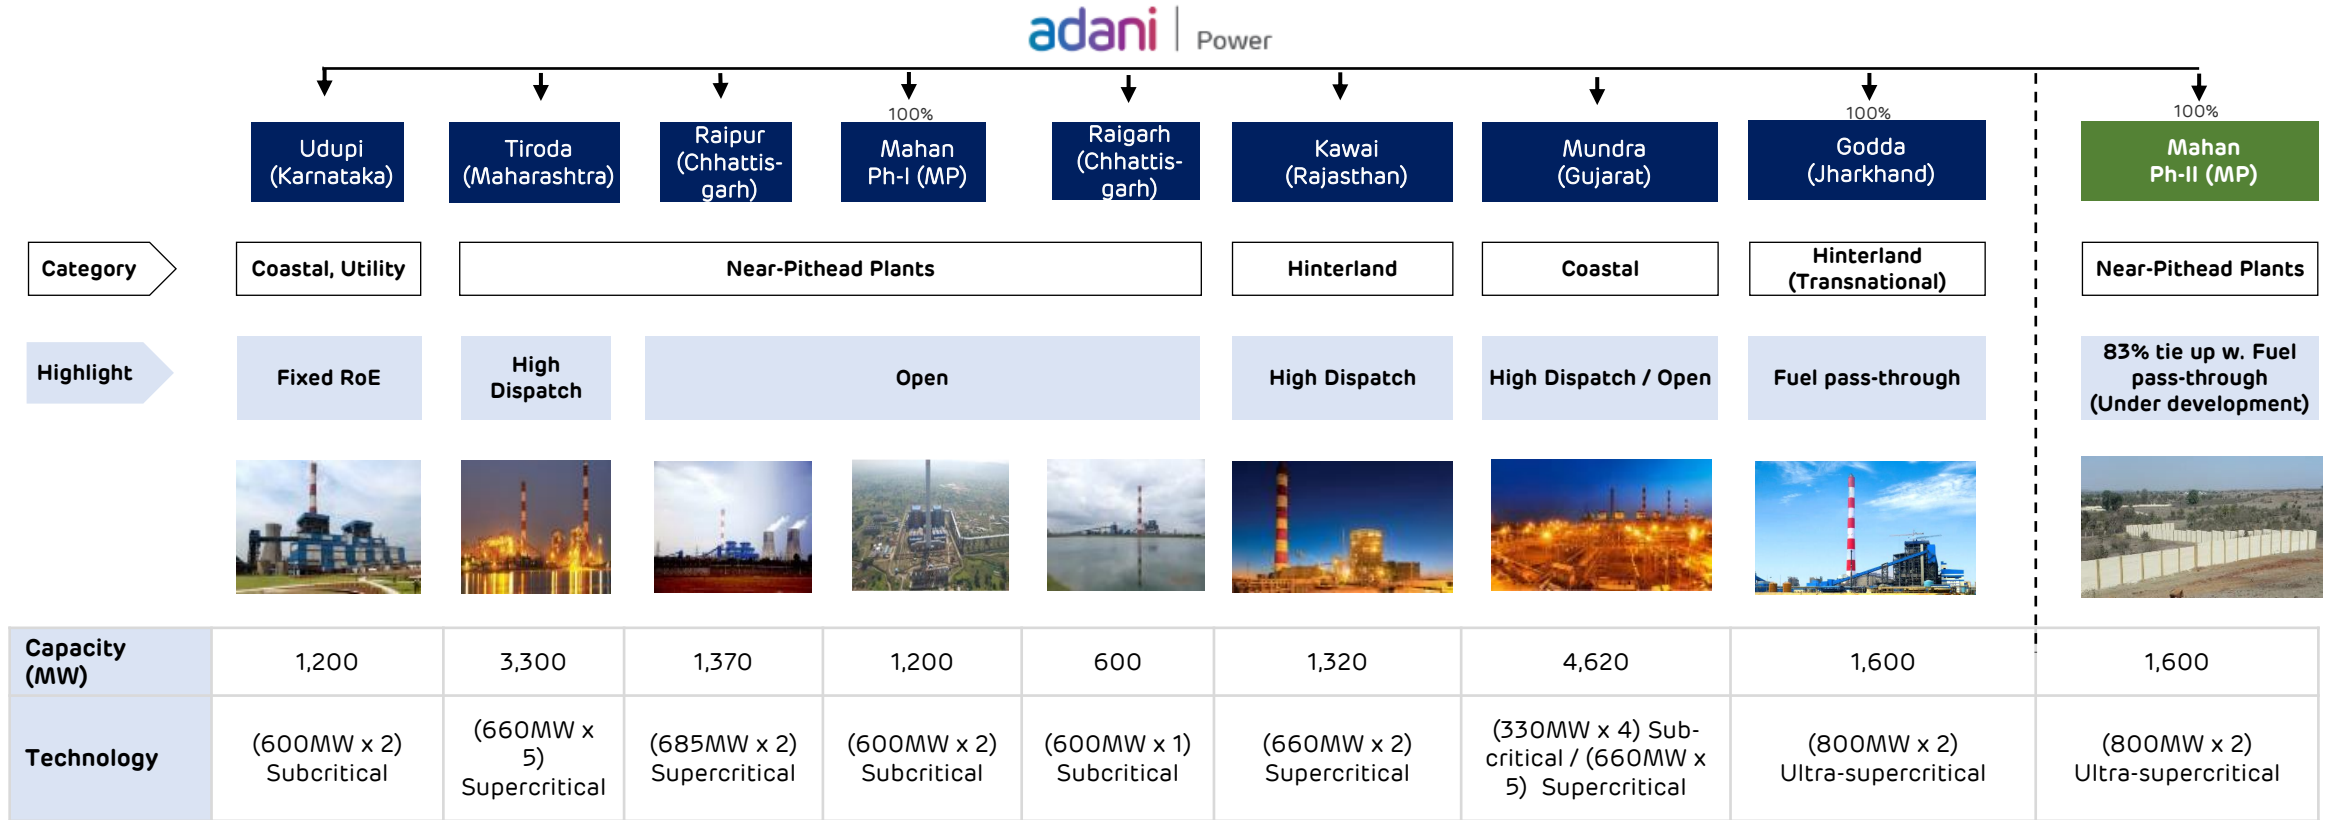 adani | Power
100%
100%
100%
Udupi
(Karnataka)
Tiroda
(Maharashtra)
Raipur
(Chhattis-
garh)
Mahan
Ph-I (MP)
Raigarh
(Chhattis-
garh)
Kawai
(Rajasthan)
Mundra
(Gujarat)
Godda
(Jharkhand)
Mahan
Ph-II (MP)
Category
Coastal, Utility
Near-Pithead Plants
Hinterland
Coastal
Hinterland
(Transnational)
Near-Pithead Plants
Highlight
Fixed RoE
High
Dispatch
Open
High Dispatch
High Dispatch / Open
Fuel pass-through
83% tie up w. Fuel
pass-through
(Under development)
Capacity
(MW)
1,200
3,300
1,370
1,200
600
1,320
4,620
1,600
1,600
Technology
(600MW x 2)
Subcritical
(660MW x
5)
Supercritical
(685MW x 2)
Supercritical
(600MW x 2)
Subcritical
(600MW x 1)
Subcritical
(660MW x 2)
Supercritical
(330MW x 4) Sub-
critical / (660MW x
5) Supercritical
(800MW x 2)
Ultra-supercritical
(800MW x 2)
Ultra-supercritical